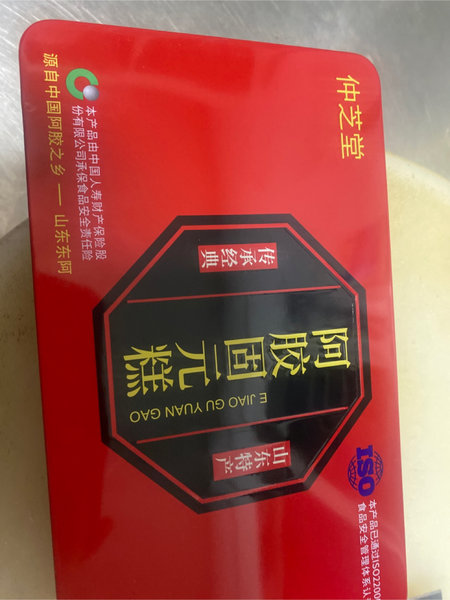 仲芝堂
本产品由中国人寿财产保险股
份有限公司承保食品安全责任险
源自中国阿胶之乡——山东东阿
传承经典
阿胶固元糕
E JIAO GU YUAN GAO
山东特产
ISO
本产品已通过ISO2200
食品安全管理体系认